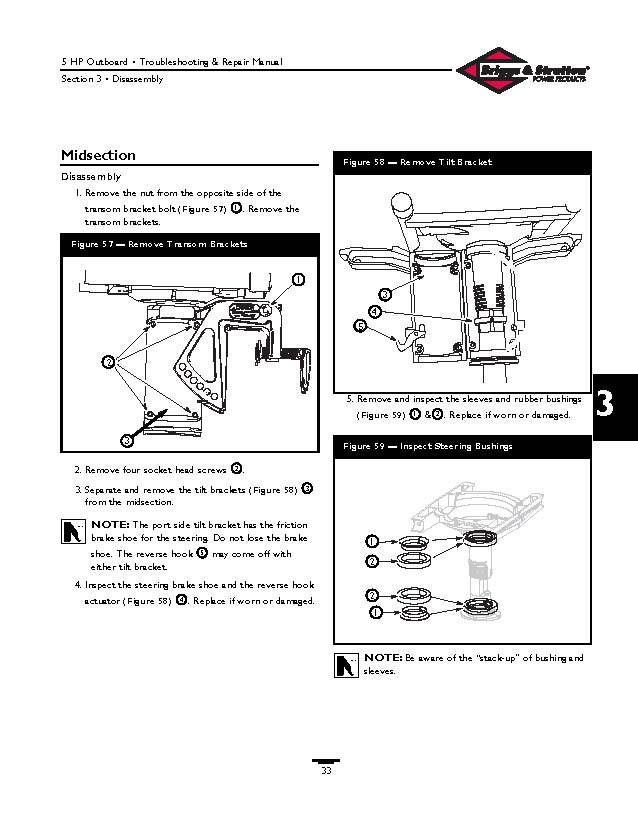 5 HP Outboard • Troubleshooting & Repair Manual
Section 3 • Disassembly
Briggs & Stratton®
POWER PRODUCTS
Midsection
Disassembly
1. Remove the nut from the opposite side of the
transom bracket bolt (Figure 57) 1. Remove the
transom brackets.
Figure 57 — Remove Transom Brackets
1
2
3
2. Remove four socket head screws 2.
3. Separate and remove the tilt brackets (Figure 58) 3
from the midsection.
NOTE: The port side tilt bracket has the friction
brake shoe for the steering. Do not lose the brake
shoe. The reverse hook 5 may come off with
either tilt bracket.
4. Inspect the steering brake shoe and the reverse hook
actuator (Figure 58) 4. Replace if worn or damaged.
Figure 58 — Remove Tilt Bracket
3
4
5
5. Remove and inspect the sleeves and rubber bushings
(Figure 59) 1 & 2. Replace if worn or damaged.
Figure 59 — Inspect Steering Bushings
1
2
2
1
NOTE: Be aware of the “stack-up” of bushing and
sleeves.
3
33